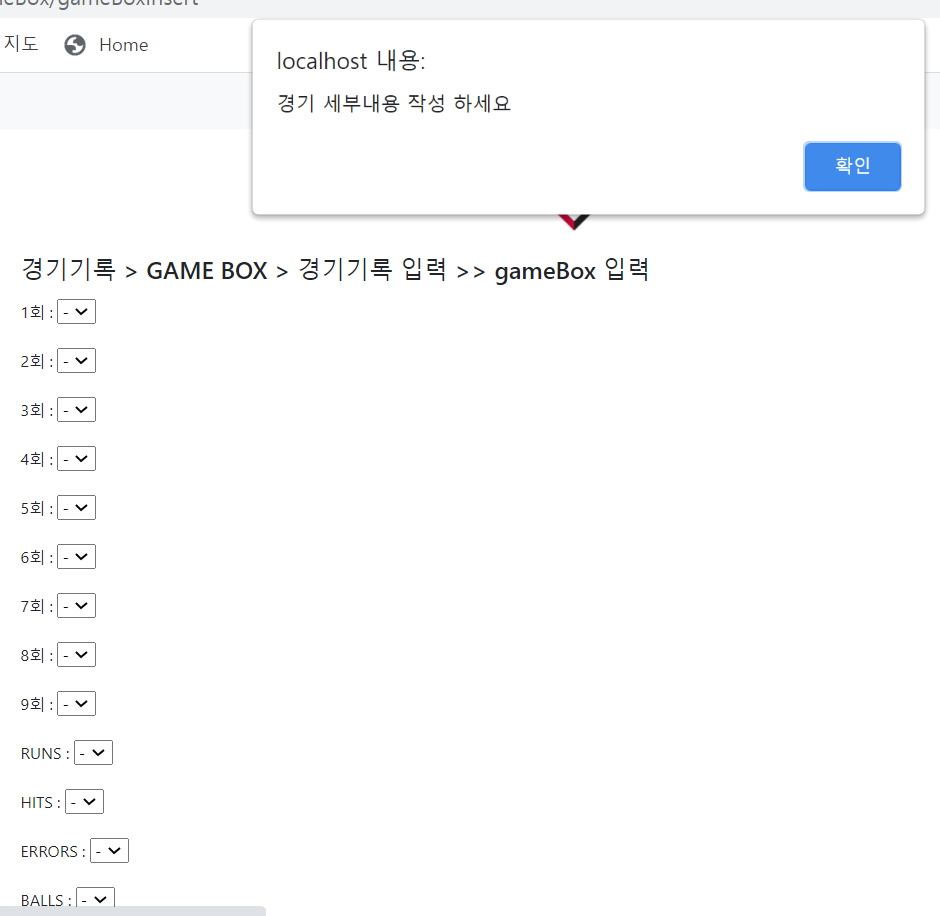 지도 Home
localhost 내용:
경기 세부내용 작성 하세요
확인
경기기록 > GAME BOX > 경기기록 입력 >> gameBox 입력
1회 : -
2회 : -
3회 : -
4회 : -
5회 : -
6회 : -
7회 : -
8회 : -
9회 : -
RUNS : -
HITS : -
ERRORS : -
BALLS : -